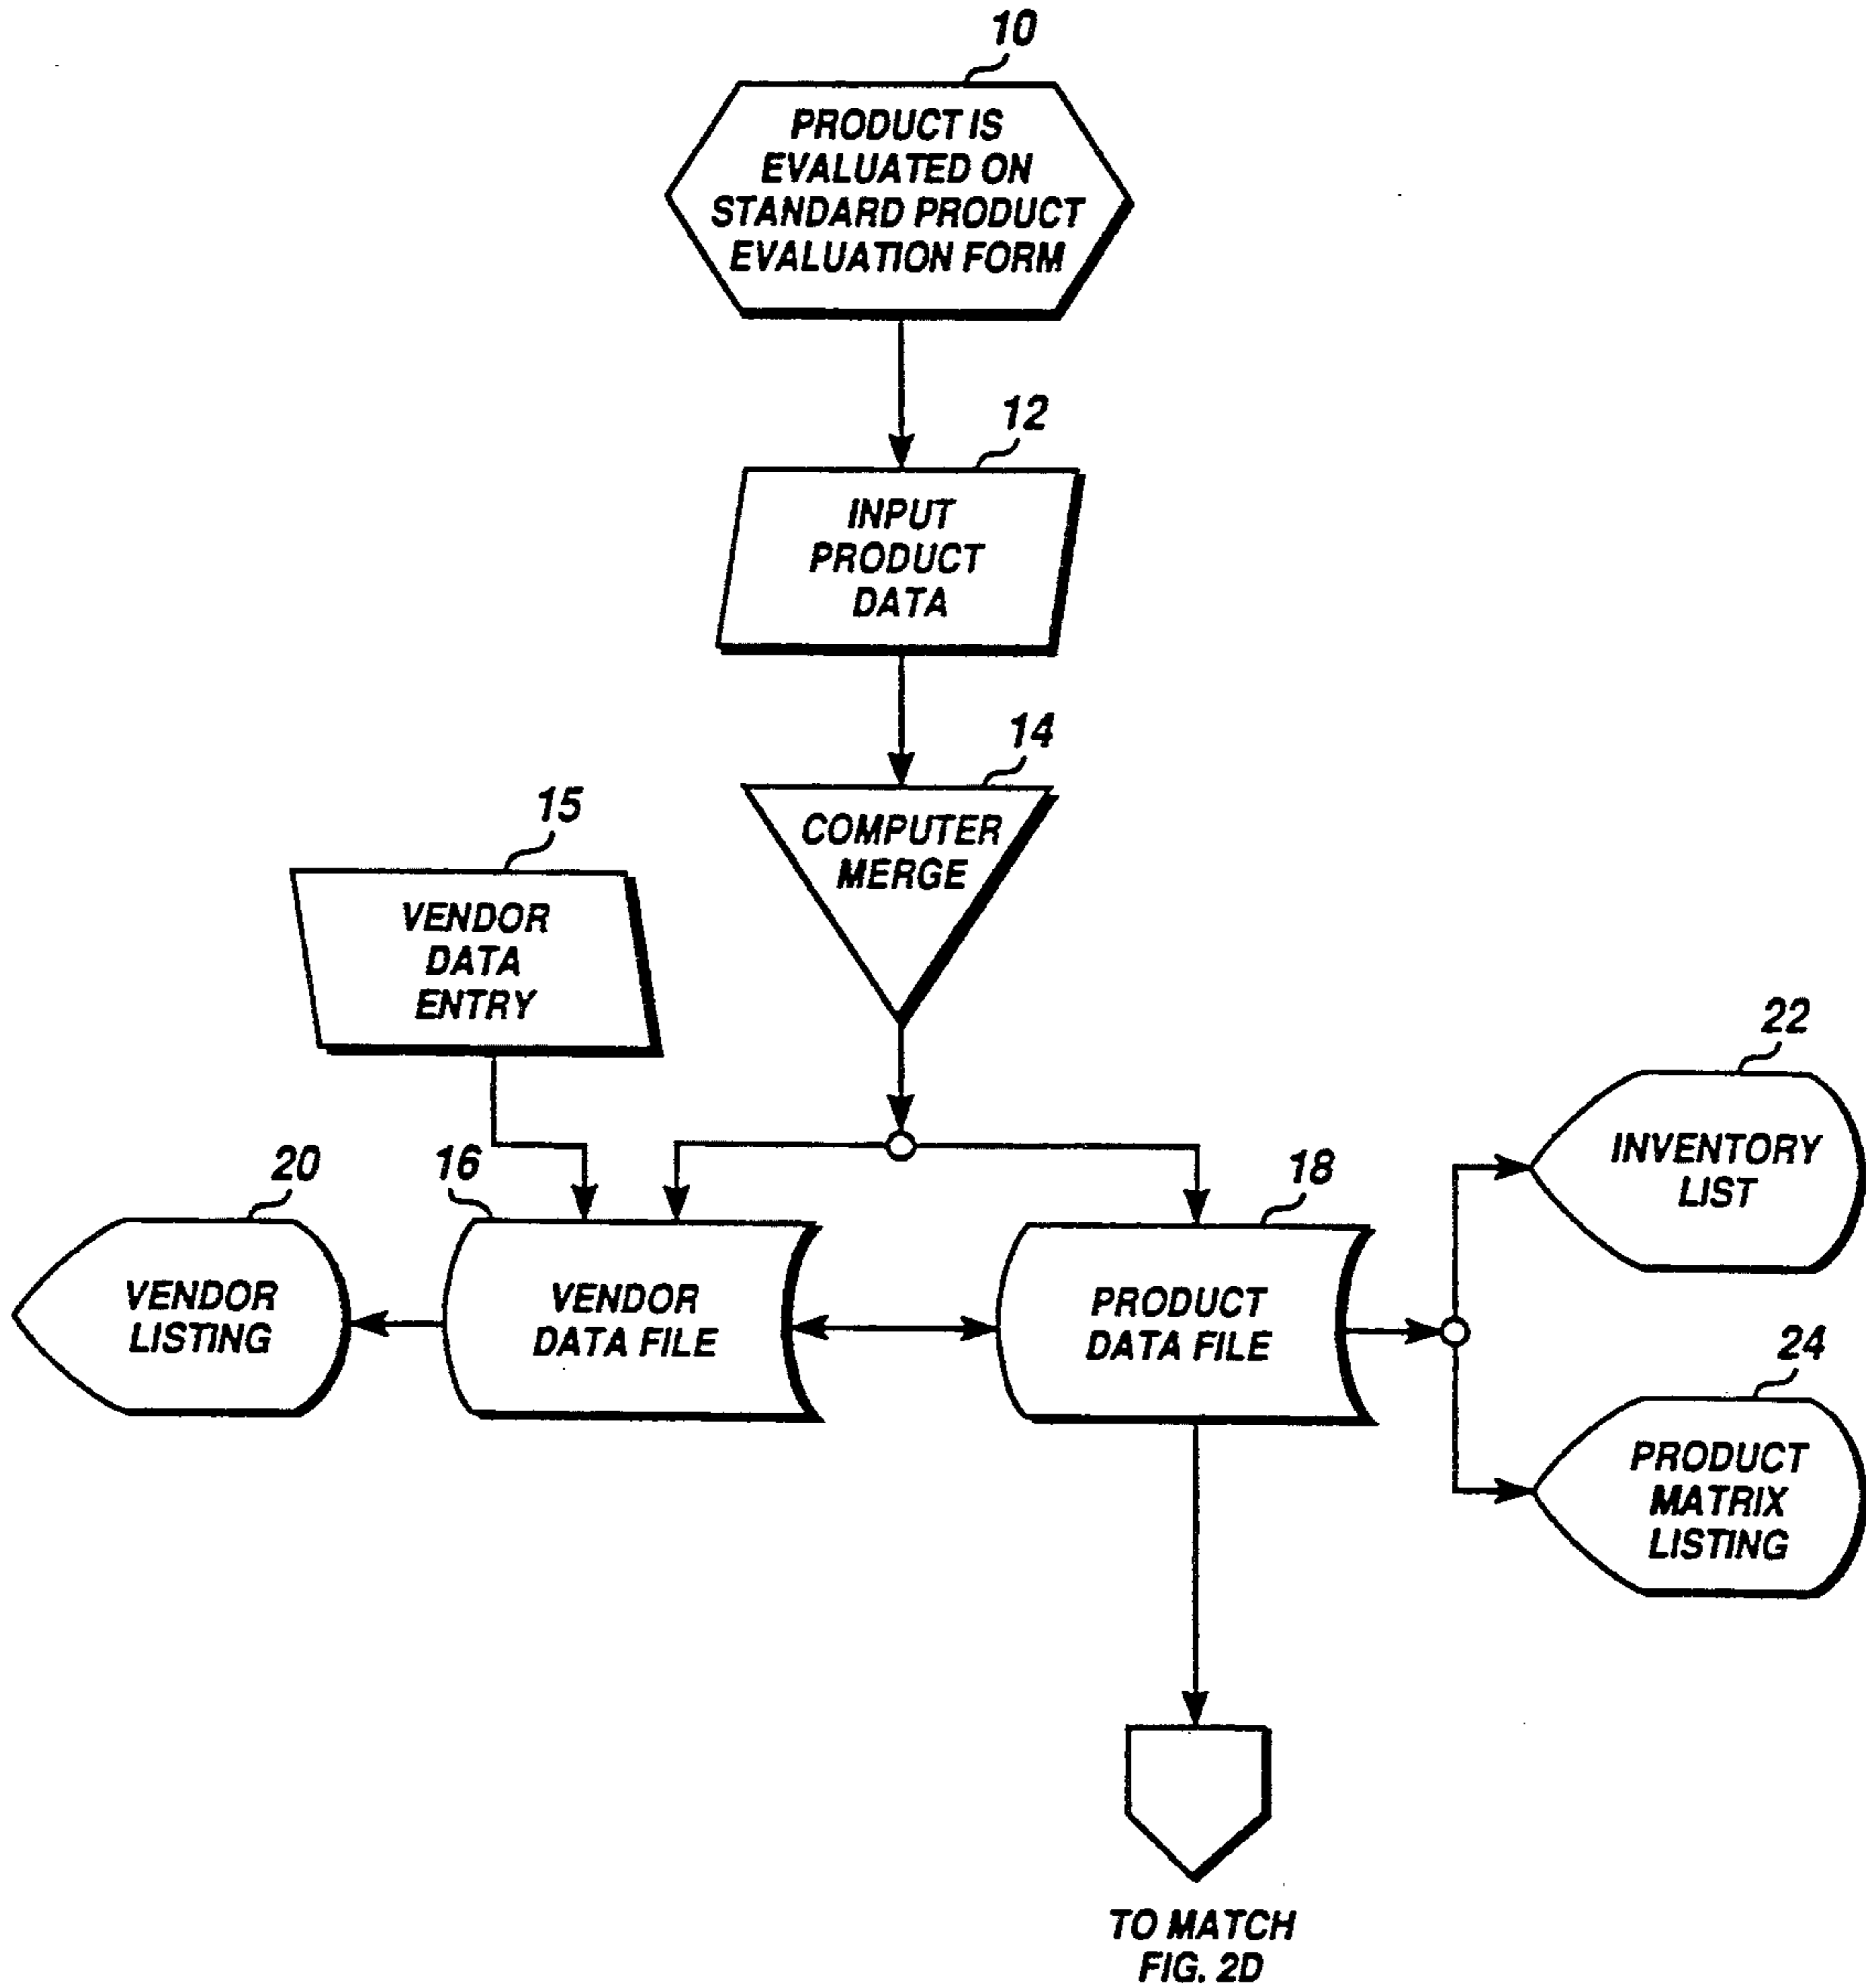 10
PRODUCT IS
EVALUATED ON
STANDARD PRODUCT
EVALUATION FORM
12
INPUT
PRODUCT
DATA
14
COMPUTER
MERGE
15
VENDOR
DATA
ENTRY
20
VENDOR
LISTING
16
VENDOR
DATA FILE
18
PRODUCT
DATA FILE
22
INVENTORY
LIST
24
PRODUCT
MATRIX
LISTING
TO MATCH
FIG. 2D